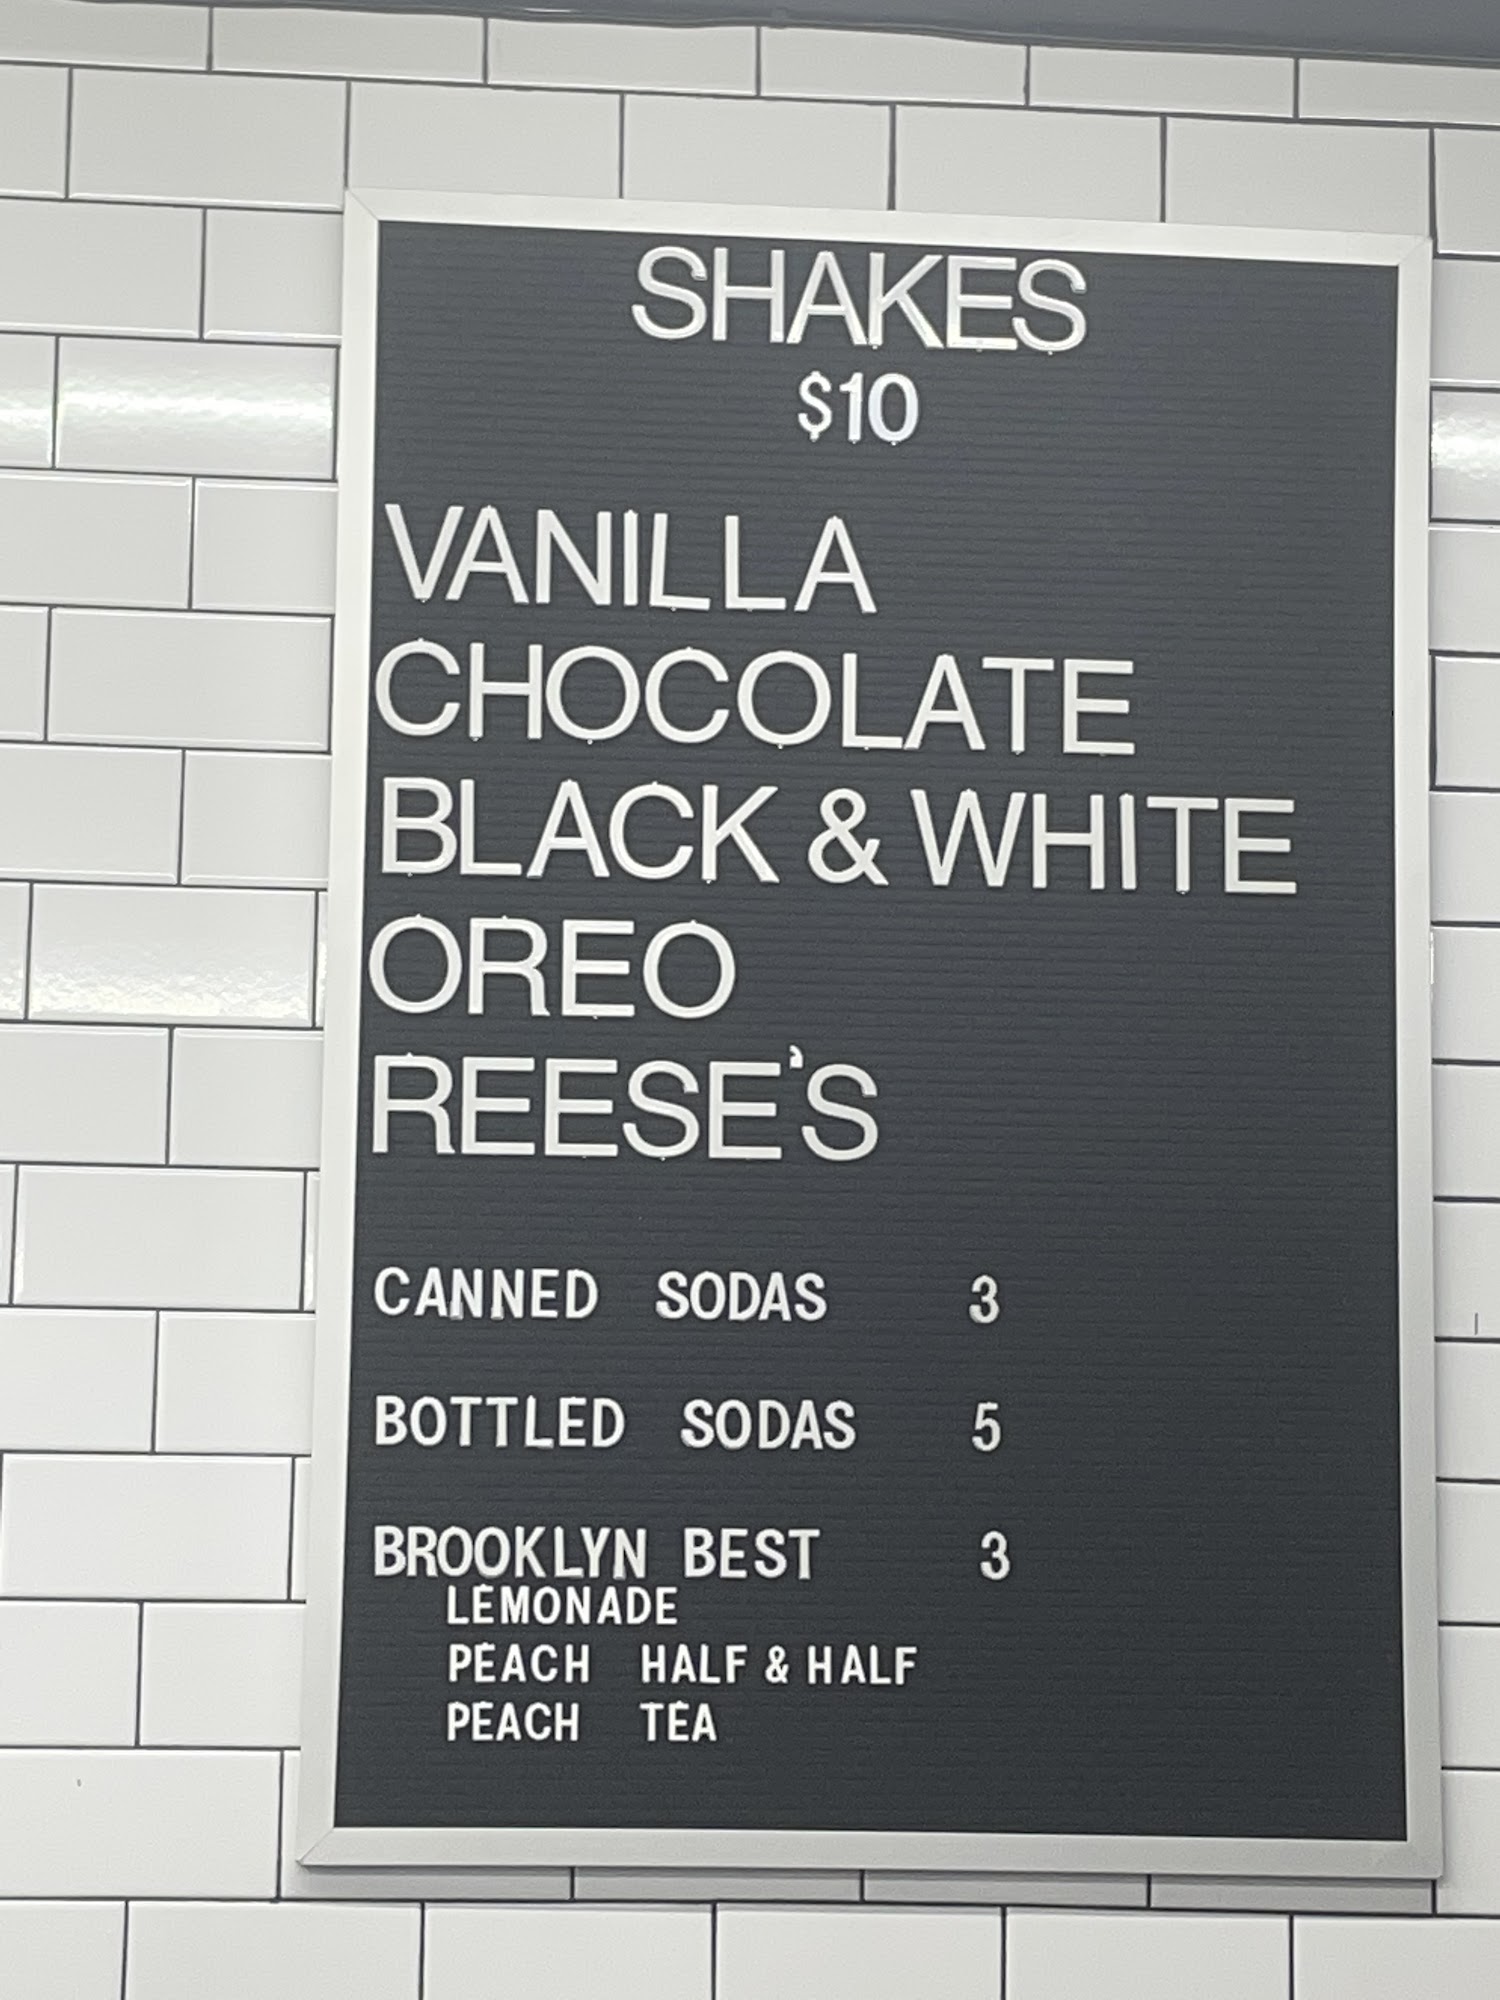 SHAKES
$10
VANILLA
CHOCOLATE
BLACK & WHITE
OREO
REESE'S
CANNED SODAS 3
BOTTLED SODAS 5
BROOKLYN BEST 3
LEMONADE
PEACH HALF & HALF
PEACH TEA